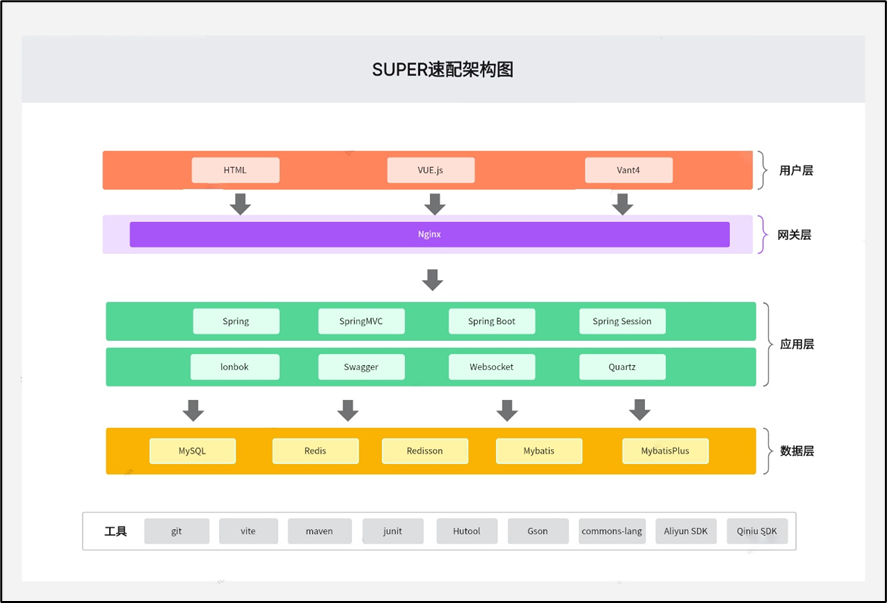 SUPER速配架构图
HTML VUE.js Vant4 用户层
Nginx 网关层
Spring SpringMVC Spring Boot Spring Session
应用层
lonbok Swagger Websocket Quartz
MySQL Redis Redisson Mybatis MybatisPlus 数据层
工具 git vite maven junit Hutool Gson commons-lang Aliyun SDK Qiniu SDK